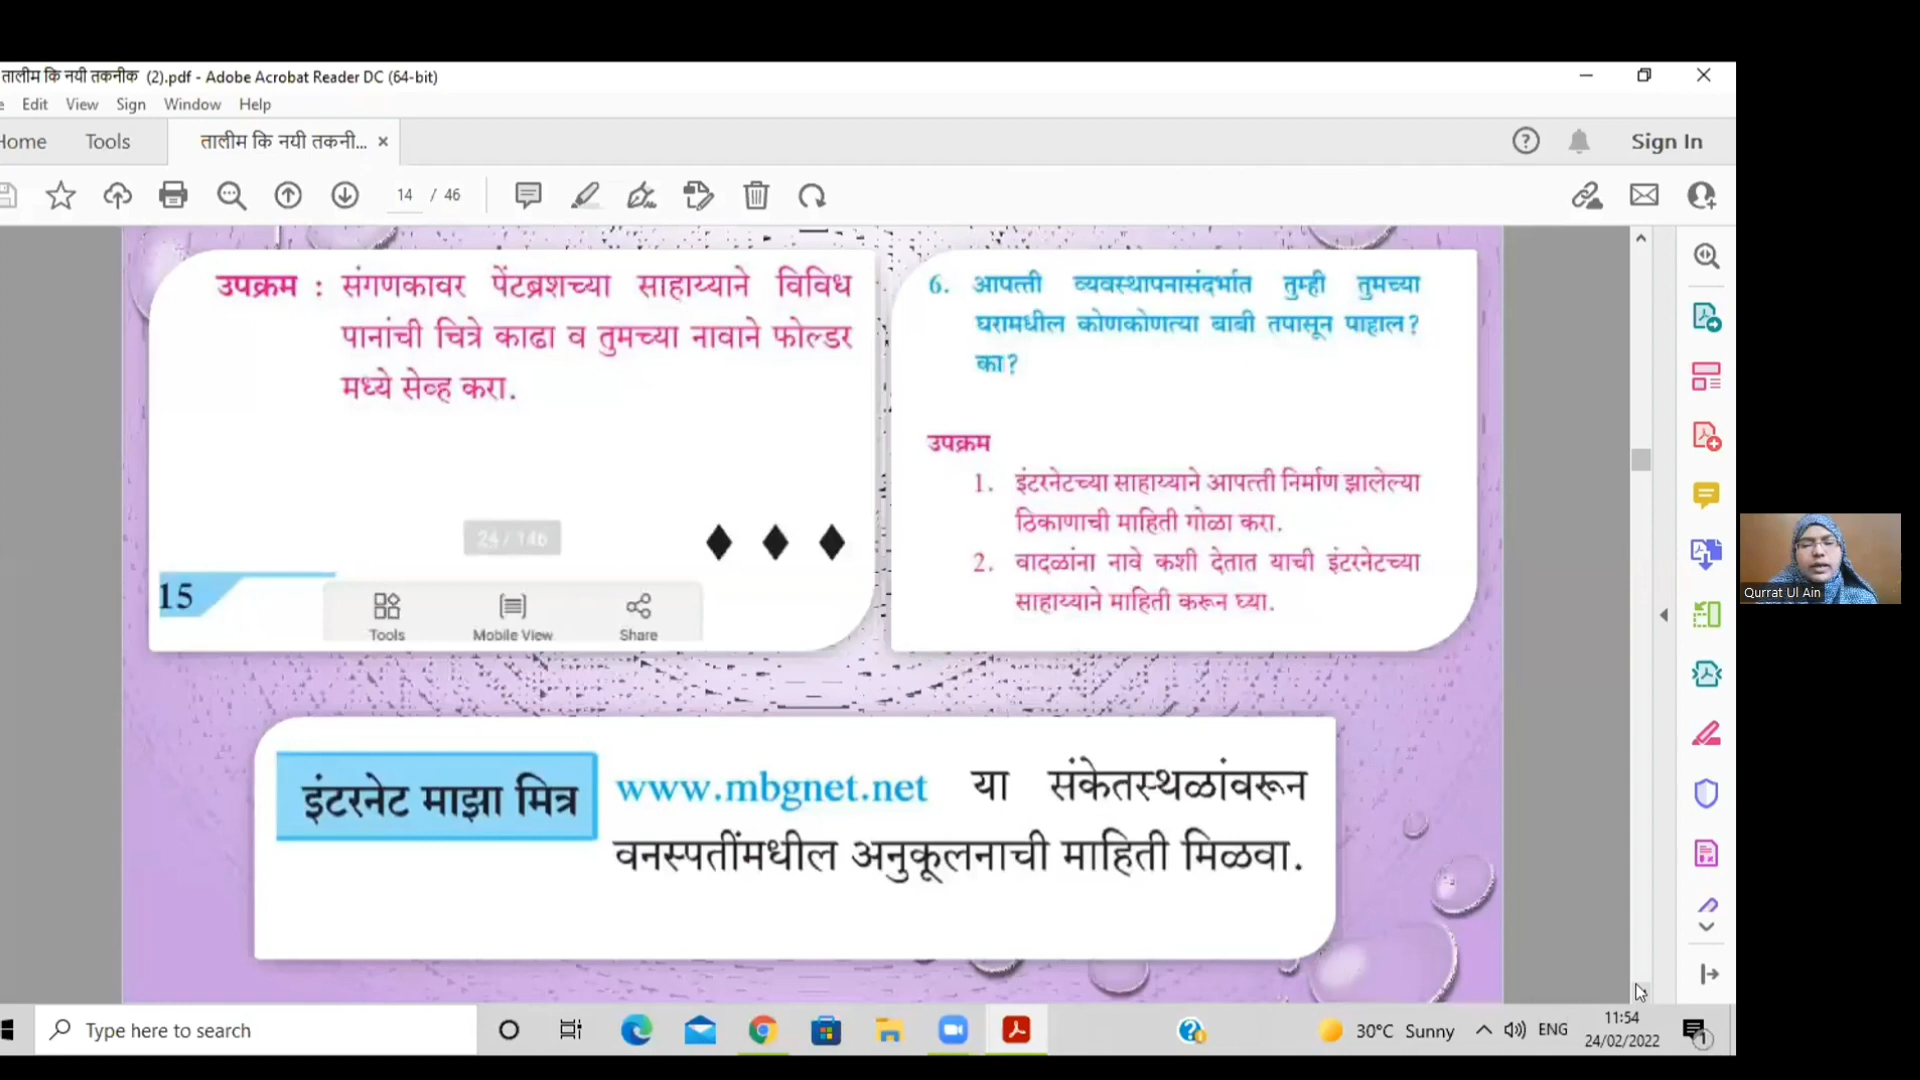 तालीम कि नयी तकनीक (2).pdf - Adobe Acrobat Reader DC (64-bit)
Edit View Sign Window Help
Home Tools तालीम कि नयी तकनी... × Sign In
14 / 46
उपक्रम : संगणकावर पेंटब्रशच्या साहाय्याने विविध
पानांची चित्रे काढा व तुमच्या नावाने फोल्डर
मध्ये सेव्ह करा.
24 / 146
15
Tools Mobile View Share
6. आपत्ती व्यवस्थापनासंदर्भात तुम्ही तुमच्या
घरामधील कोणकोणत्या बाबी तपासून पाहाल?
का?
उपक्रम
1. इंटरनेटच्या साहाय्याने आपत्ती निर्माण झालेल्या
ठिकाणाची माहिती गोळा करा.
2. वादळांना नावे कशी देतात याची इंटरनेटच्या
साहाय्याने माहिती करून घ्या.
इंटरनेट माझा मित्र www.mbgnet.net या संकेतस्थळांवरून
वनस्पतींमधील अनुकूलनाची माहिती मिळवा.
Qurrat Ul Ain
Type here to search
30°C Sunny ENG 11:54
24/02/2022
1